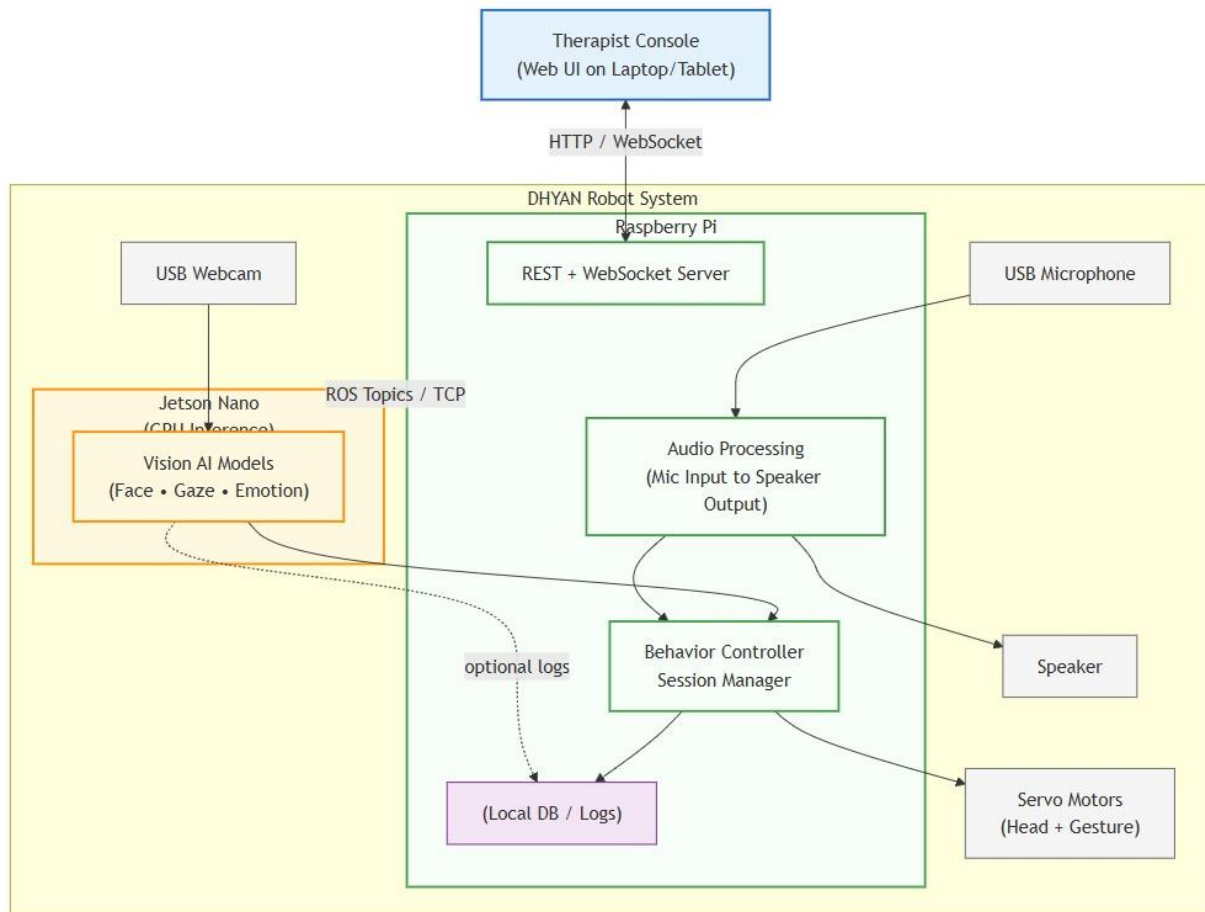 Therapist Console
(Web UI on Laptop/Tablet)
HTTP / WebSocket
DHYAN Robot System
Raspberry Pi
USB Webcam
REST + WebSocket Server
USB Microphone
Jetson Nano
(GPU Inference)
ROS Topics / TCP
Vision AI Models
(Face • Gaze • Emotion)
Audio Processing
(Mic Input to Speaker
Output)
optional logs
Behavior Controller
Session Manager
Speaker
(Local DB / Logs)
Servo Motors
(Head + Gesture)